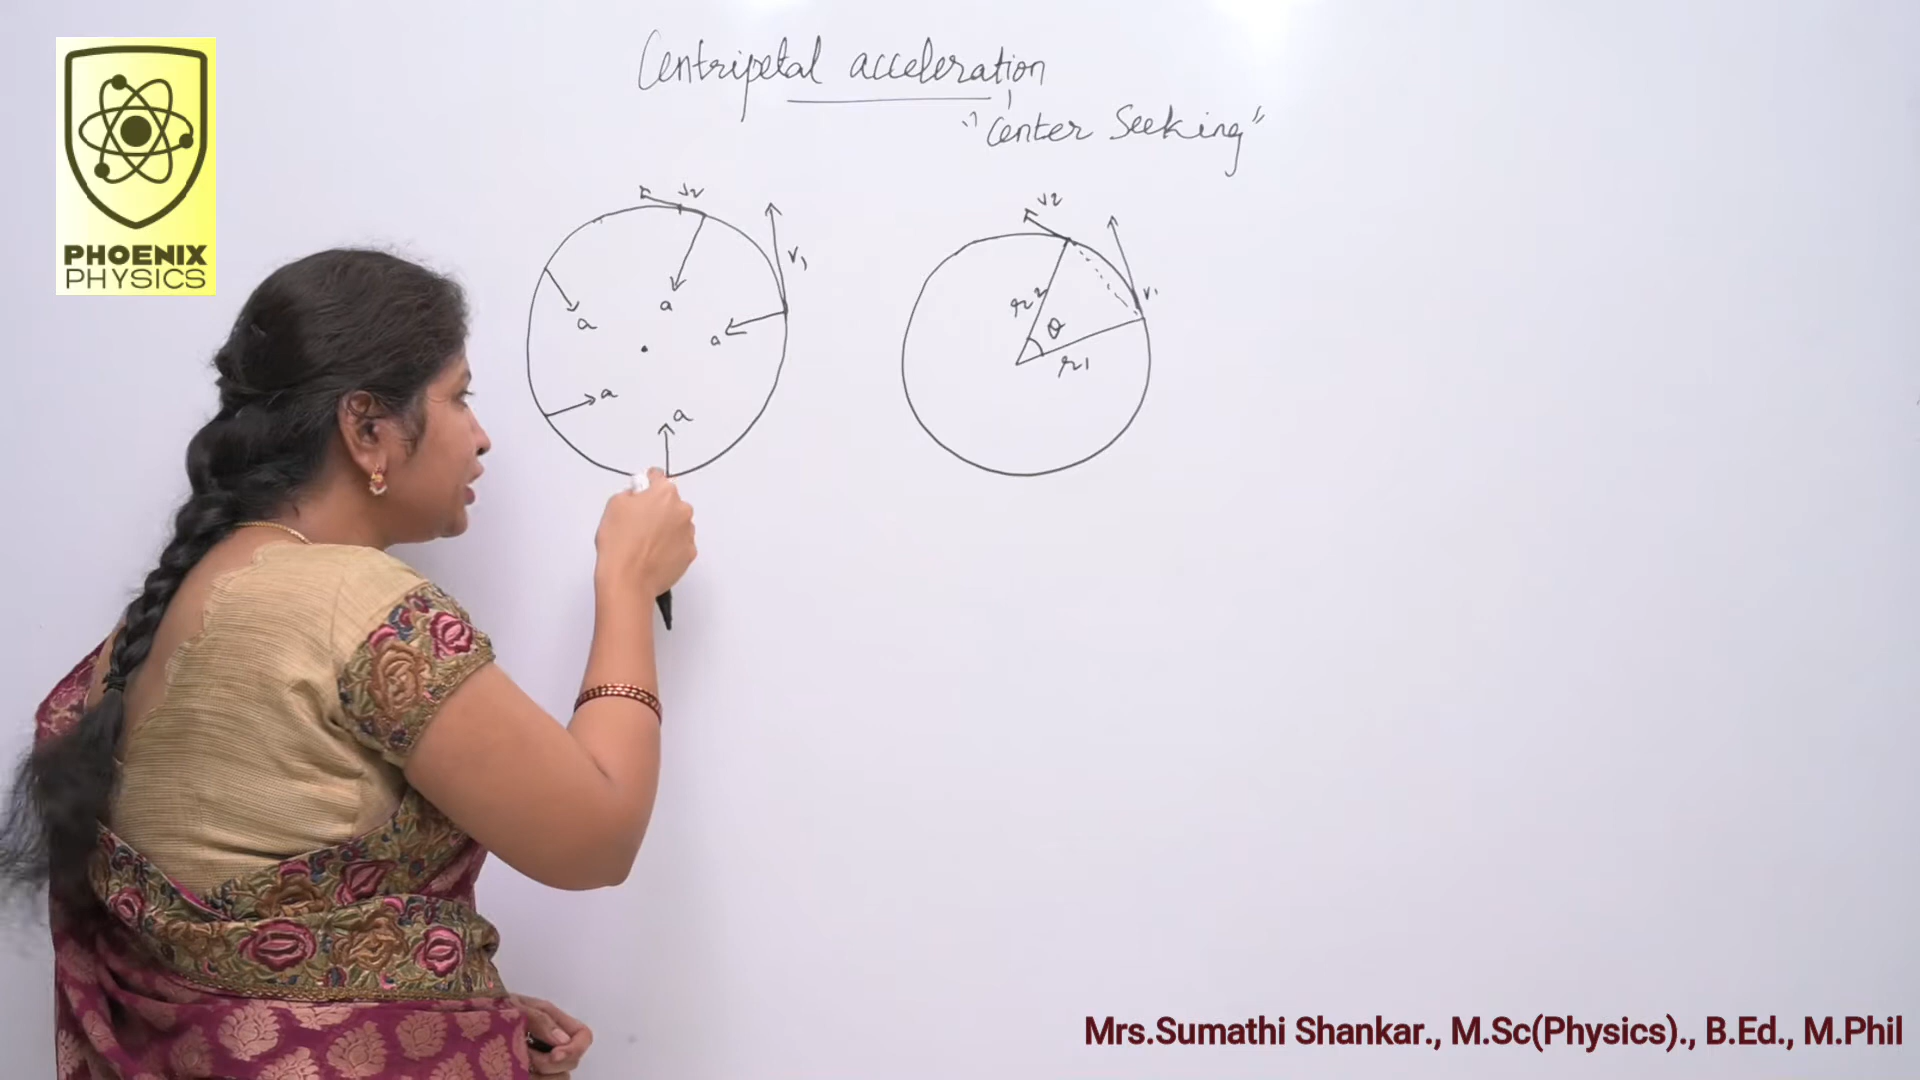 PHOENIX
PHYSICS
Centripetal acceleration
"Center Seeking"
v2
v1
a
a
a
a
a
v2
v1
r2
θ
r1
Mrs.Sumathi Shankar., M.Sc(Physics)., B.Ed., M.Phil